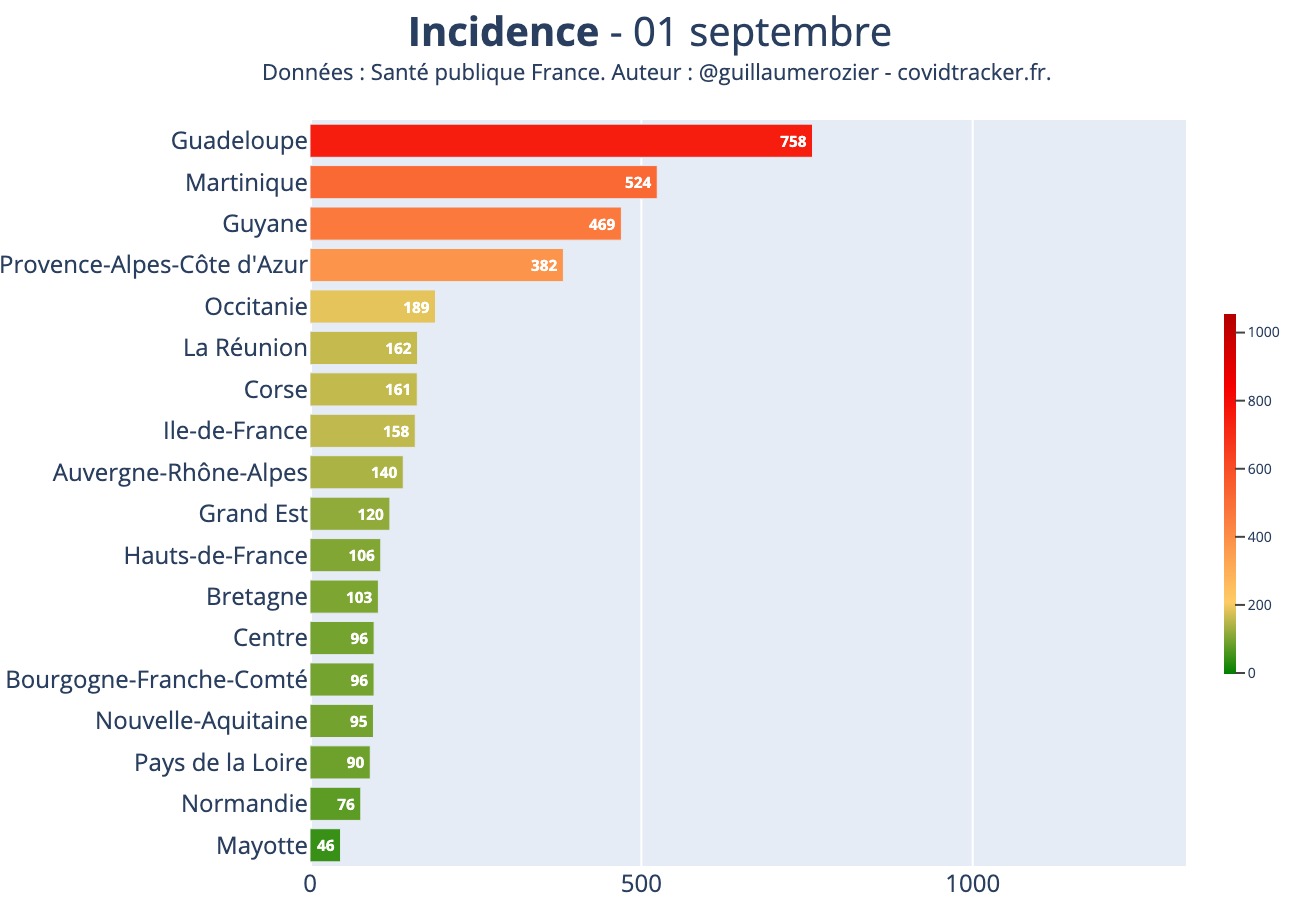 Incidence - 01 septembre
Données : Santé publique France. Auteur : @guillaumerozier - covidtracker.fr.
Guadeloupe 758
Martinique 524
Guyane 469
Provence-Alpes-Côte d'Azur 382
Occitanie 189
La Réunion 162
Corse 161
Ile-de-France 158
Auvergne-Rhône-Alpes 140
Grand Est 120
Hauts-de-France 106
Bretagne 103
Centre 96
Bourgogne-Franche-Comté 96
Nouvelle-Aquitaine 95
Pays de la Loire 90
Normandie 76
Mayotte 46
0 500 1000
1000
800
600
400
200
0